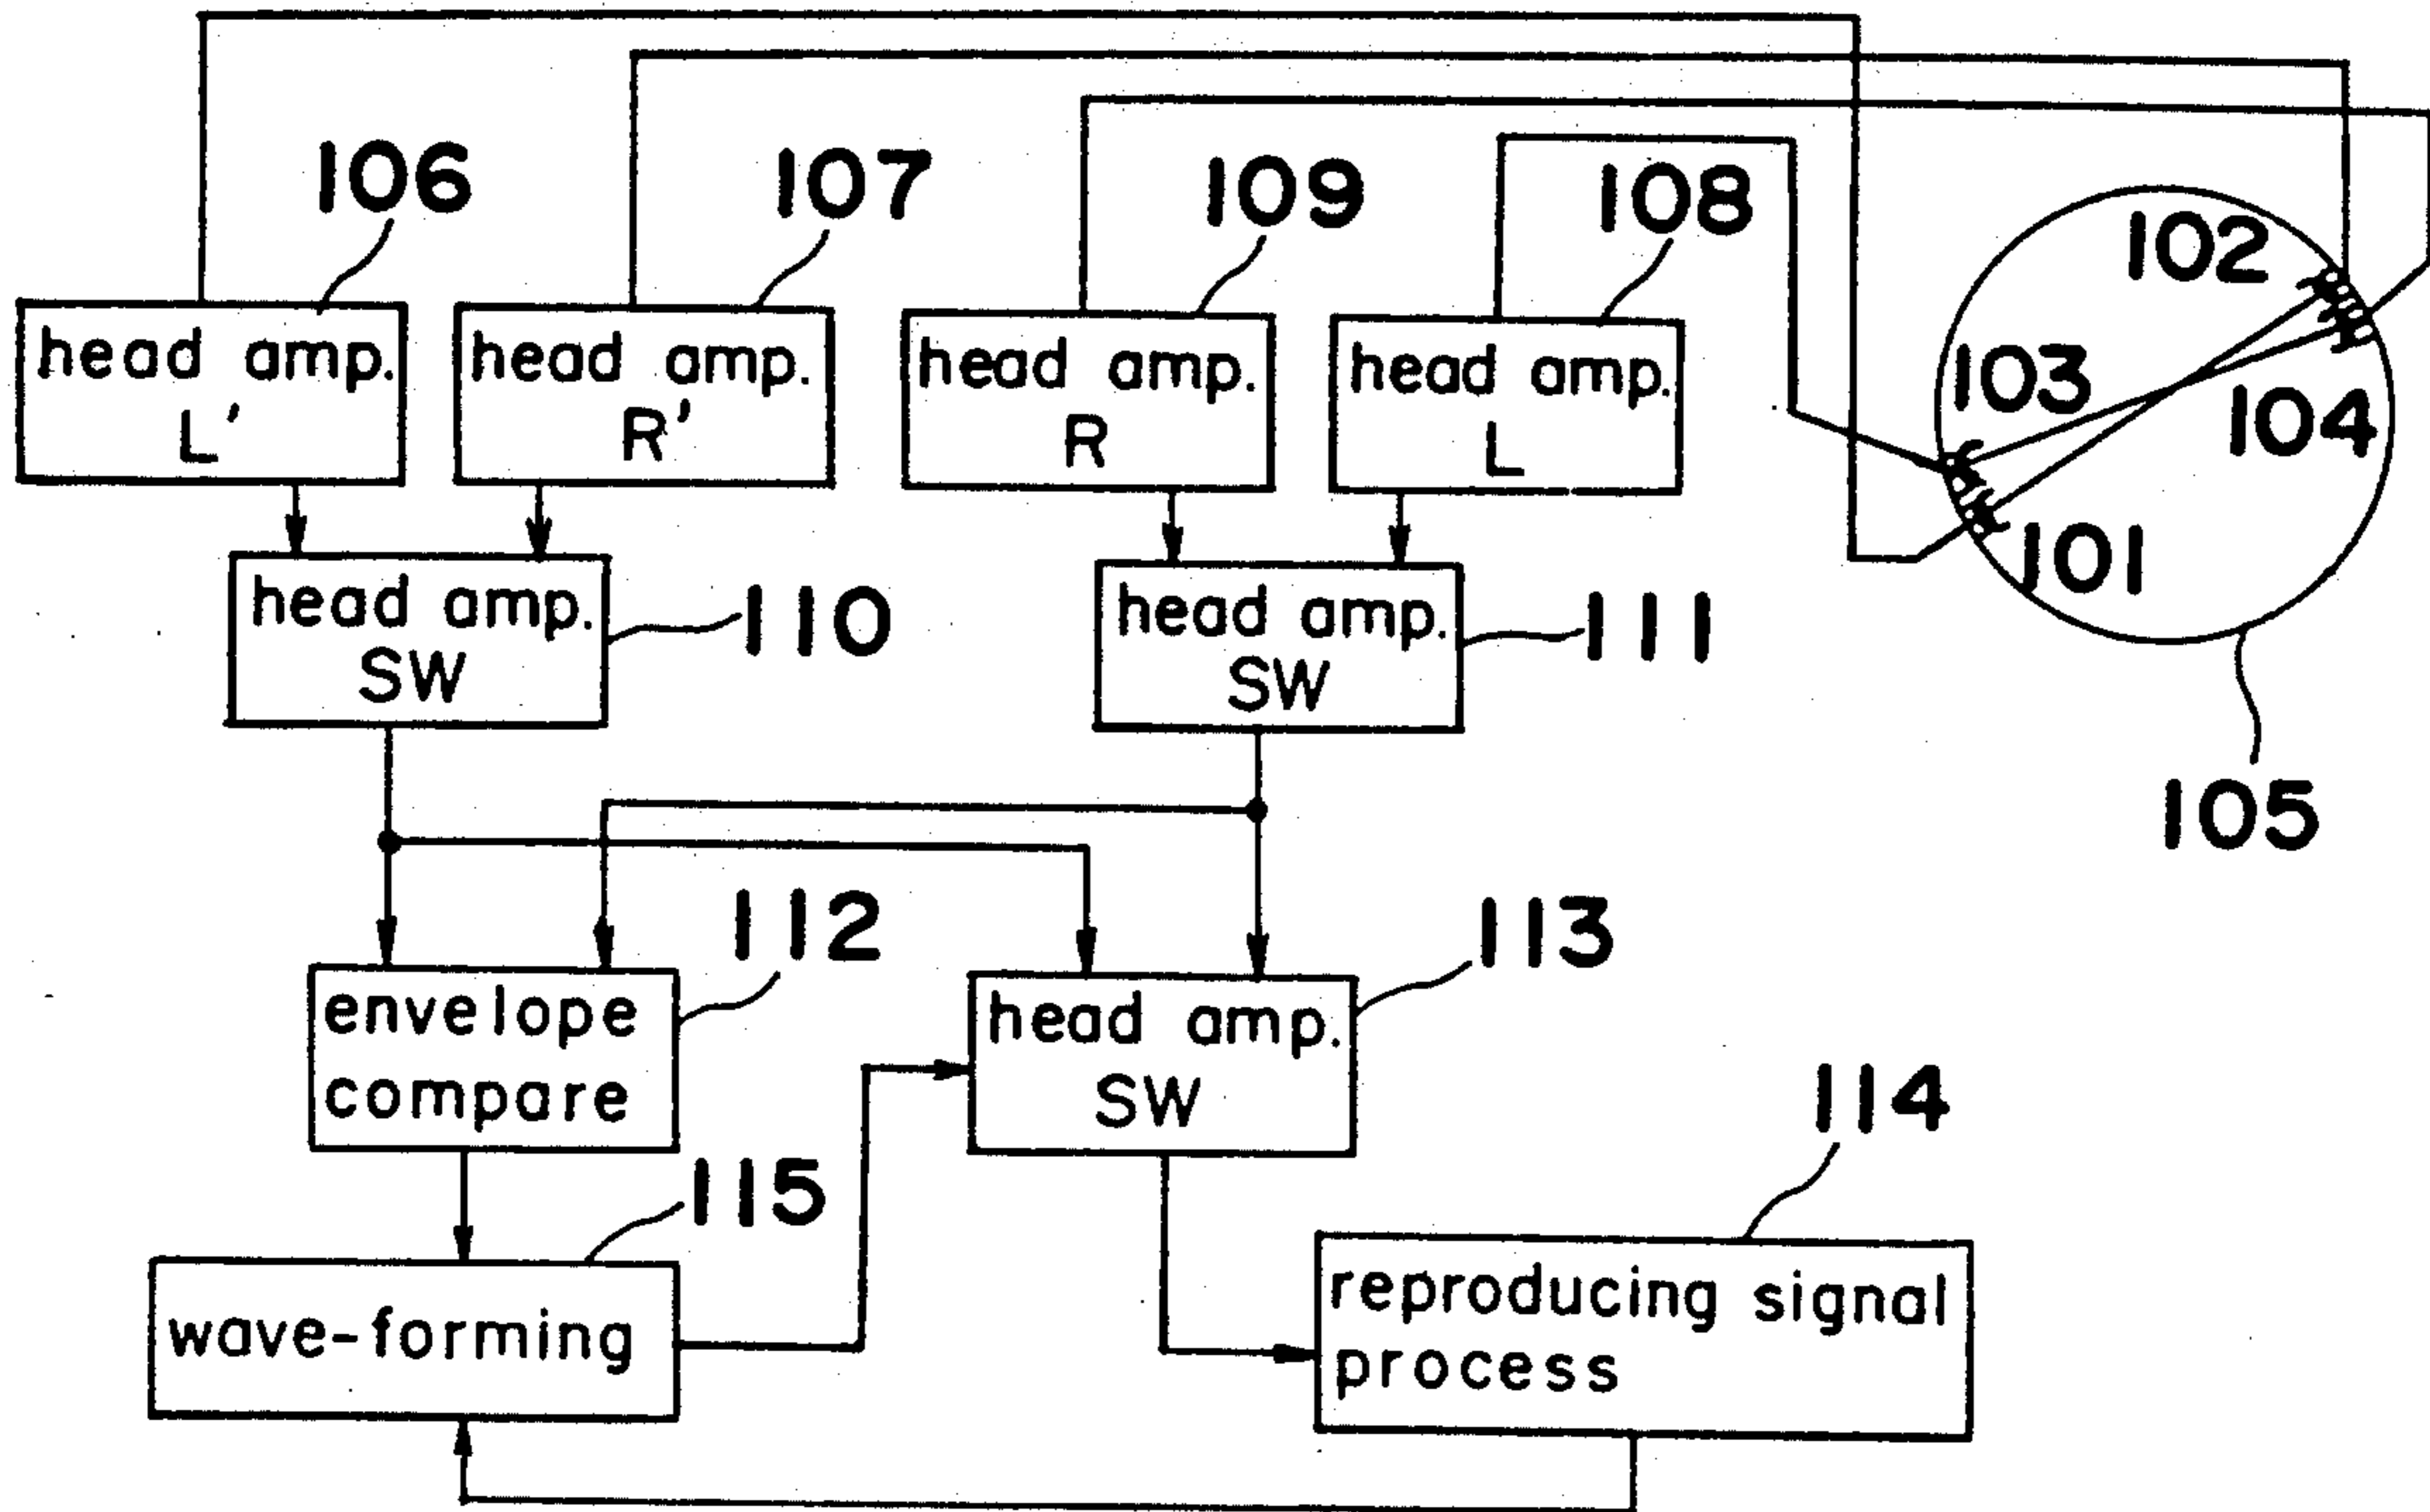 106
107
109
108
102
103
104
101
105
head amp.
L'
head amp.
R'
head amp.
R
head amp.
L
head amp.
SW
110
head amp.
SW
111
112
113
envelope
compare
head amp.
SW
114
115
wave-forming
reproducing signal
process